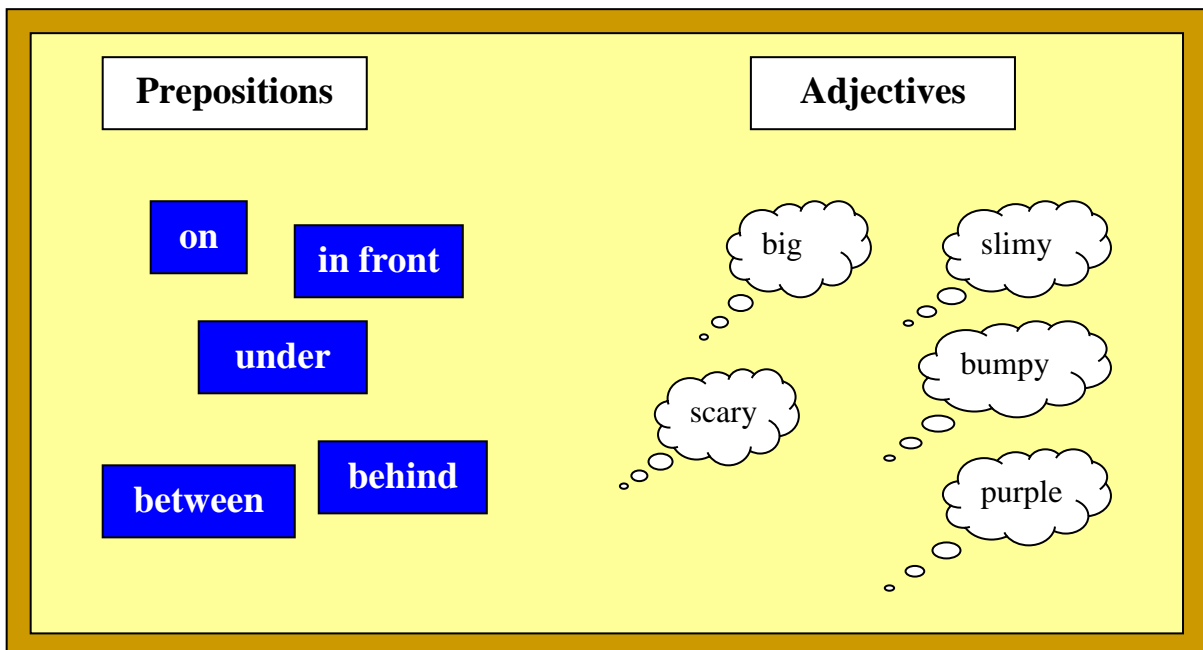 Prepositions
on
in front
under
behind
between
Adjectives
big
slimy
bumpy
scary
purple